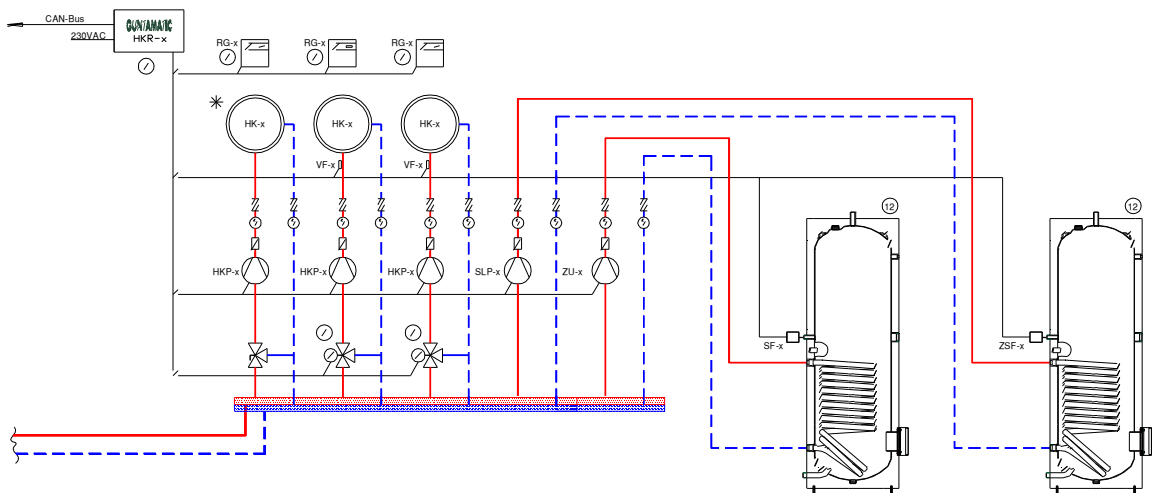 CAN-Bus
GUNTAMATIC
HKR-x
230VAC
RG-x
RG-x
RG-x
HK-x
HK-x
HK-x
VF-x
VF-x
12
12
HKP-x
HKP-x
HKP-x
SLP-x
ZU-x
SF-x
ZSF-x